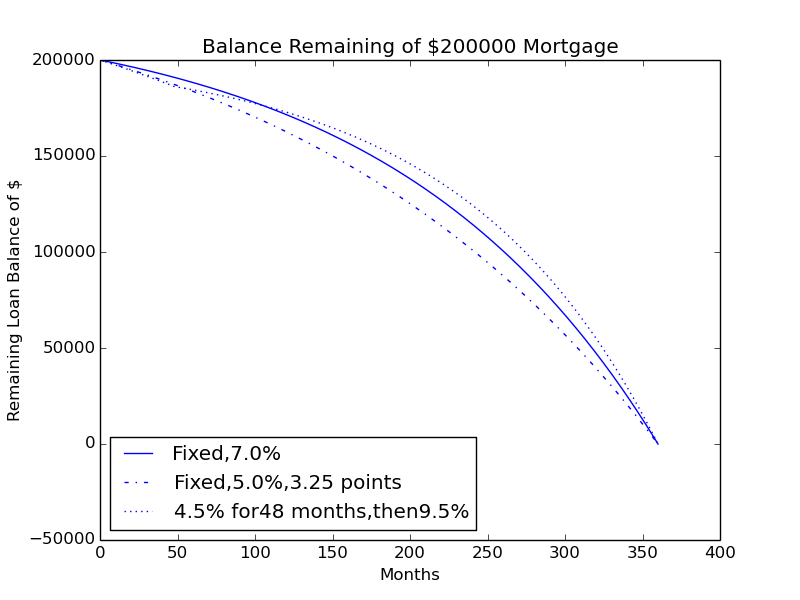 Balance Remaining of $200000 Mortgage
200000
150000
100000
50000
0
−50000
Remaining Loan Balance of $
Fixed,7.0%
Fixed,5.0%,3.25 points
4.5% for48 months,then9.5%
0 50 100 150 200 250 300 350 400
Months